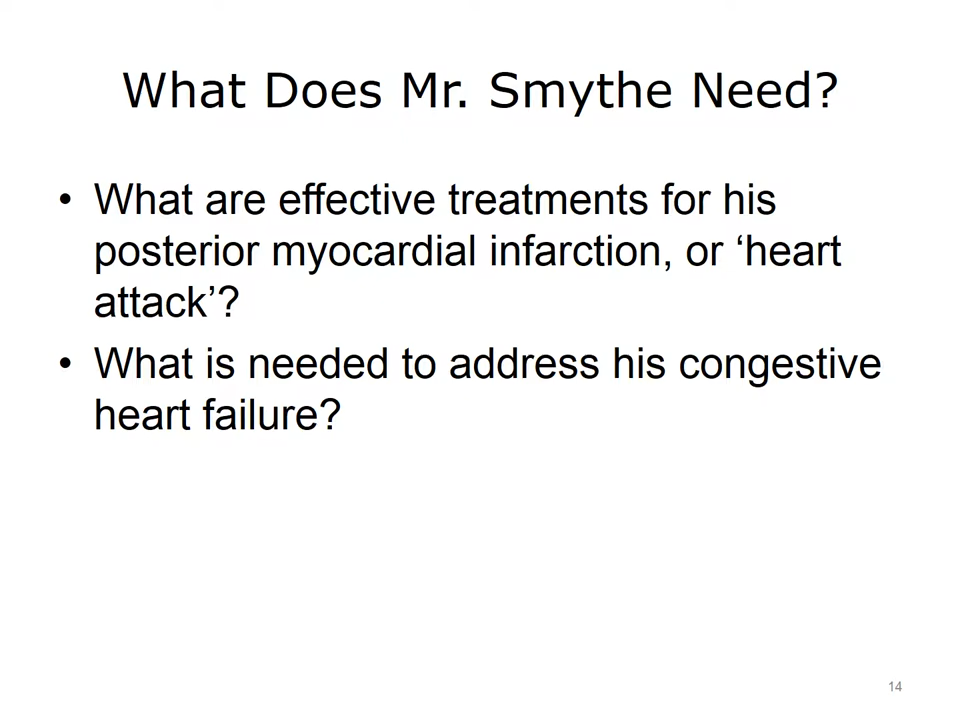 What Does Mr. Smythe Need?
• What are effective treatments for his
posterior myocardial infarction, or ‘heart
attack’?
• What is needed to address his congestive
heart failure?
14